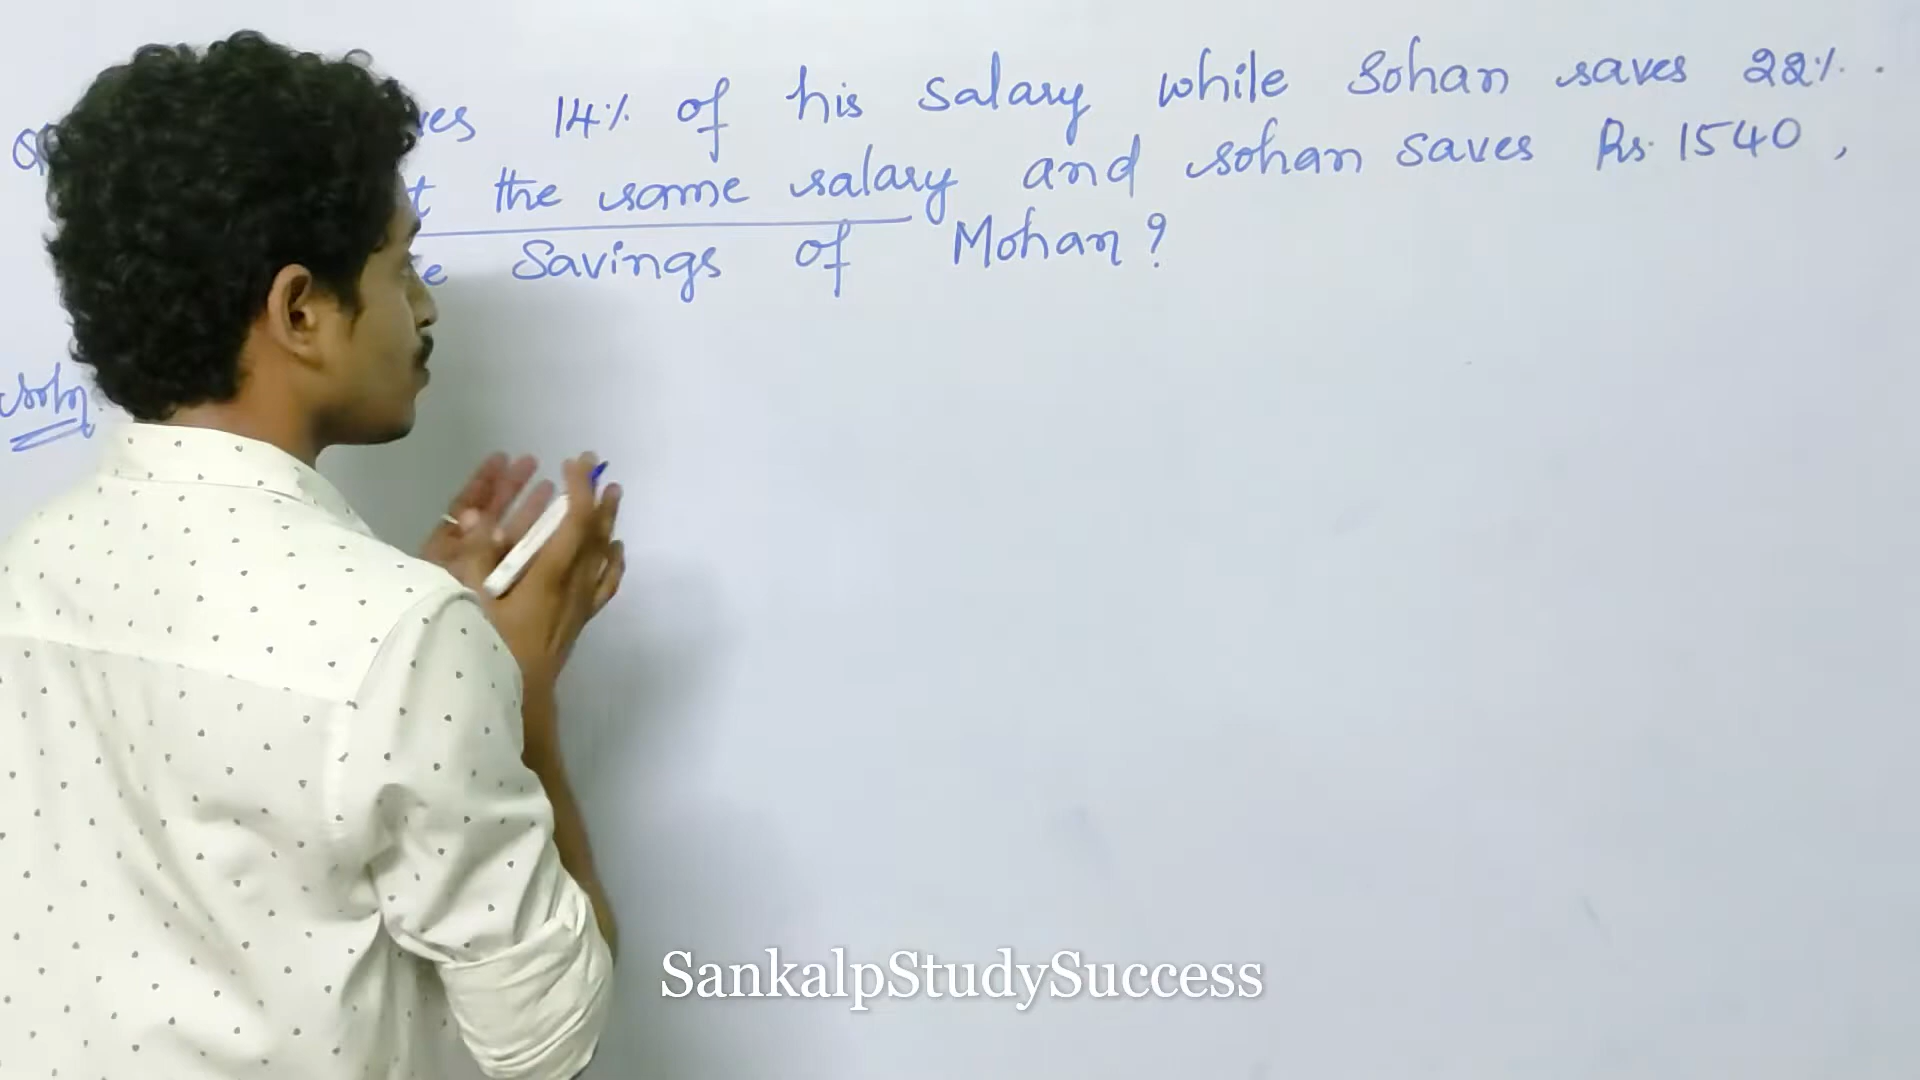 14% of his salary while Sohan saves 22%.
the same salary and Sohan saves Rs. 1540,
Savings of Mohan?
Soln.
SankalpStudySuccess